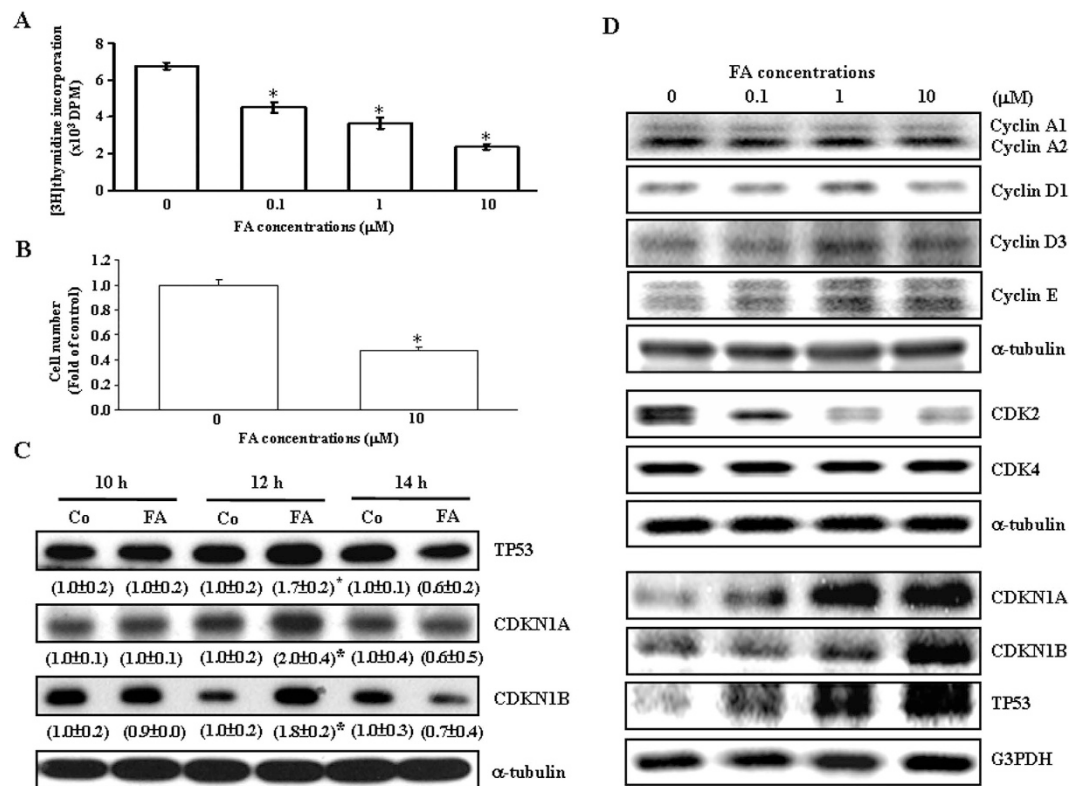 A
[3H]thymidine incorporation
(x10³ DPM)
8
6
4
2
0
*
*
*
0 0.1 1 10
FA concentrations (μM)
B
Cell number
(Fold of control)
1.2
1.0
0.8
0.6
0.4
0.2
0.0
*
0 10
FA concentrations (μM)
C
10 h 12 h 14 h
Co FA Co FA Co FA
TP53
(1.0±0.2) (1.0±0.2) (1.0±0.2) (1.7±0.2)* (1.0±0.1) (0.6±0.2)
CDKN1A
(1.0±0.1) (1.0±0.1) (1.0±0.2) (2.0±0.4)* (1.0±0.4) (0.6±0.5)
CDKN1B
(1.0±0.2) (0.9±0.0) (1.0±0.2) (1.8±0.2)* (1.0±0.3) (0.7±0.4)
α-tubulin
D
FA concentrations
0 0.1 1 10 (μM)
Cyclin A1
Cyclin A2
Cyclin D1
Cyclin D3
Cyclin E
α-tubulin
CDK2
CDK4
α-tubulin
CDKN1A
CDKN1B
TP53
G3PDH